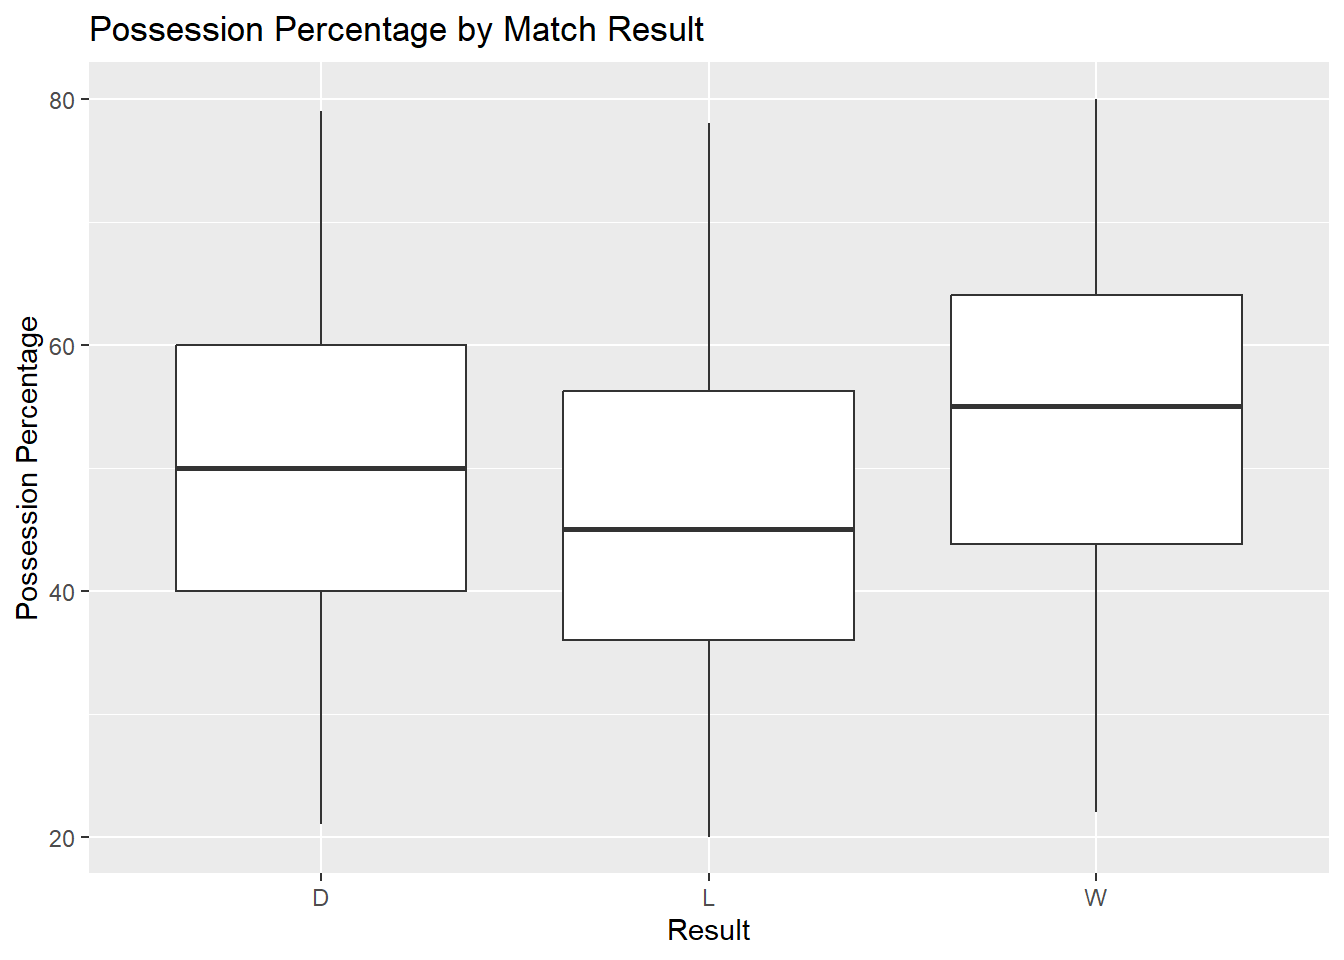 Possession Percentage by Match Result
Possession Percentage
80
60
40
20
D
L
W
Result